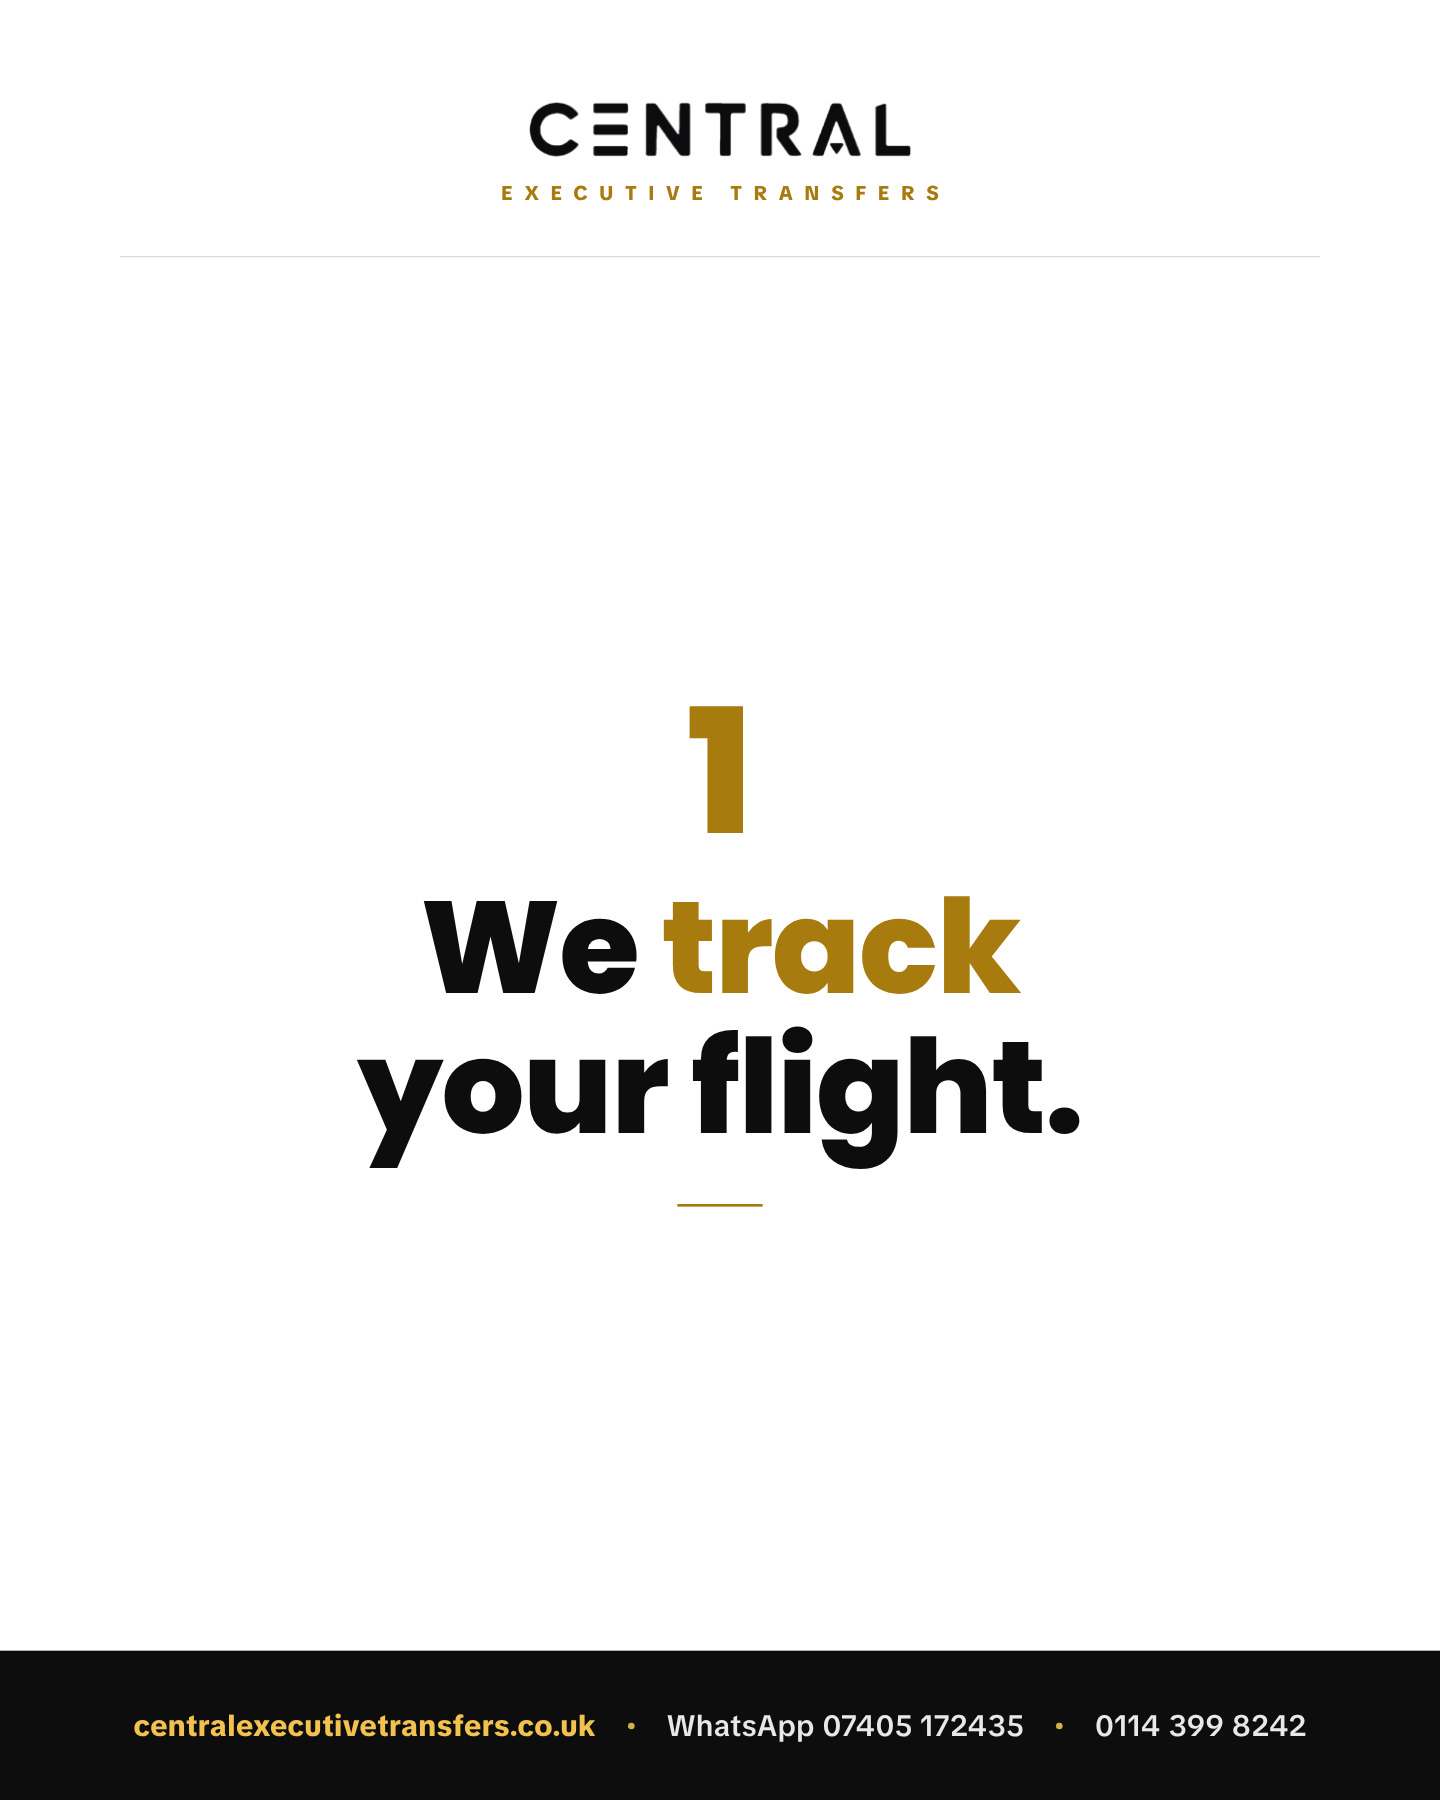 CENTRAL
EXECUTIVE TRANSFERS
1
We track
your flight.
centralexecutivetransfers.co.uk • WhatsApp 07405 172435 • 0114 399 8242